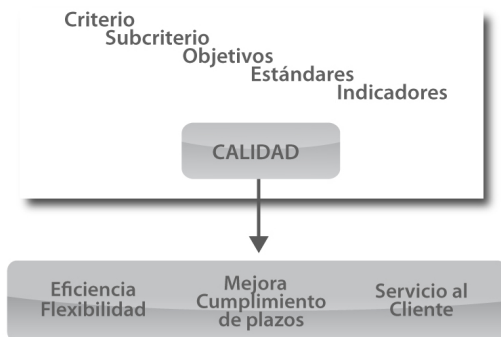 Criterio
Subcriterio
Objetivos
Estándares
Indicadores
CALIDAD
Eficiencia
Flexibilidad
Mejora
Cumplimiento
de plazos
Servicio al
Cliente